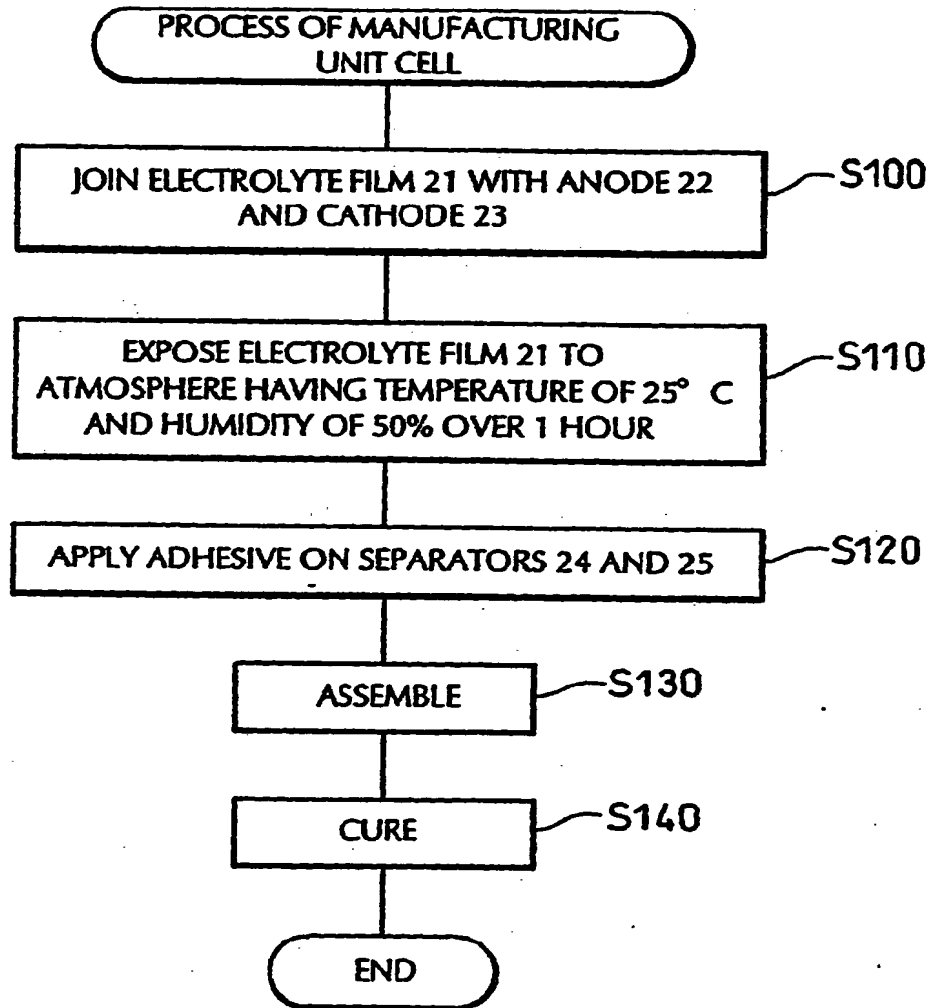 PROCESS OF MANUFACTURING
UNIT CELL
JOIN ELECTROLYTE FILM 21 WITH ANODE 22
AND CATHODE 23
S100
EXPOSE ELECTROLYTE FILM 21 TO
ATMOSPHERE HAVING TEMPERATURE OF 25° C
AND HUMIDITY OF 50% OVER 1 HOUR
S110
APPLY ADHESIVE ON SEPARATORS 24 AND 25
S120
ASSEMBLE
S130
CURE
S140
END